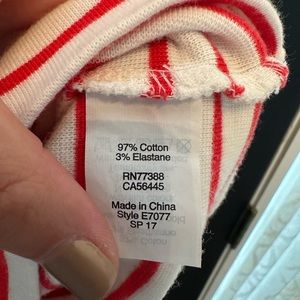 97% Cotton
3% Elastane
RN77388
CA56445
Made in China
Style E7077
SP 17